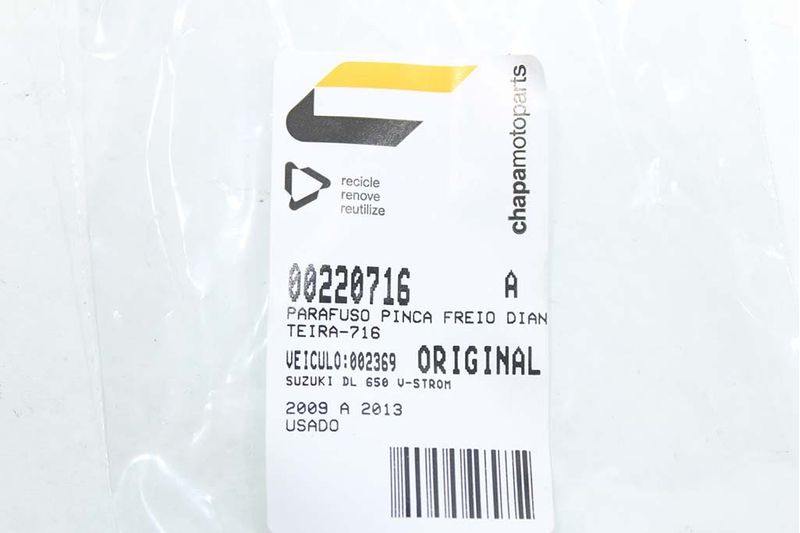 chapamotoparts
recicle
renove
reutilize
00220716 A
PARAFUSO PINCA FREIO DIAN
TEIRA-716
VEICULO:002369 ORIGINAL
SUZUKI DL 650 V-STROM
2009 A 2013
USADO